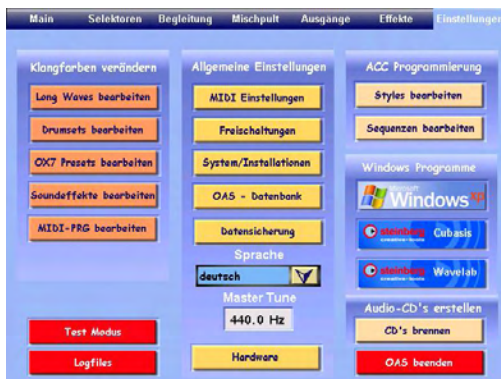 Main Selektoren Begleitung Mischpult Ausgänge Effekte Einstellungen
Klangfarben verändern
Long Waves bearbeiten
Drumsets bearbeiten
OX7 Presets bearbeiten
Soundeffekte bearbeiten
MIDI-PRG bearbeiten
Test Modus
Logfiles
Allgemeine Einstellungen
MIDI Einstellungen
Freischaltungen
System/Installationen
OAS - Datenbank
Datensicherung
Sprache
deutsch
Master Tune
440.0 Hz
Hardware
ACC Programmierung
Styles bearbeiten
Sequenzen bearbeiten
Windows Programme
Microsoft
Windows xp
steinberg Cubasis
steinberg Wavelab
Audio-CD's erstellen
CD's brennen
OAS beenden